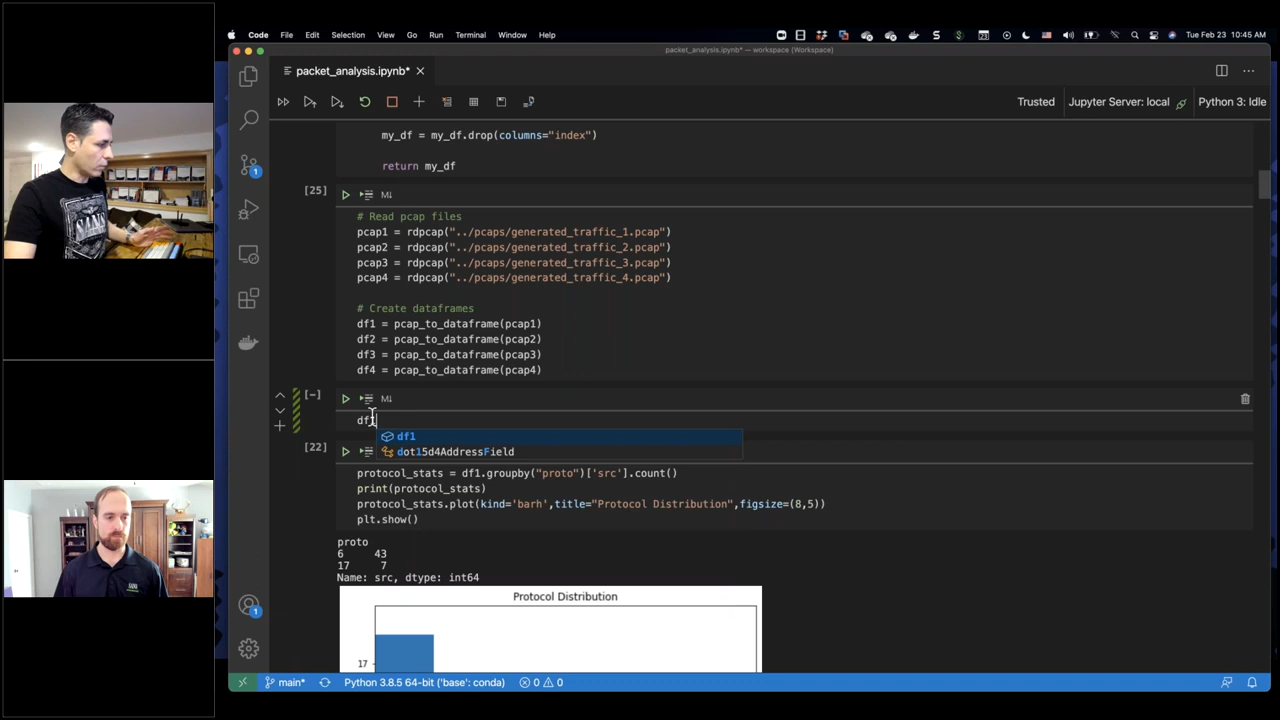 Code File Edit Selection View Go Run Terminal Window Help
Tue Feb 23 10:45 AM
packet_analysis.ipynb* — workspace (Workspace)
packet_analysis.ipynb*
Trusted Jupyter Server: local Python 3: Idle
my_df = my_df.drop(columns="index")
return my_df
[25]
M↓
# Read pcap files
pcap1 = rdpcap("../pcaps/generated_traffic_1.pcap")
pcap2 = rdpcap("../pcaps/generated_traffic_2.pcap")
pcap3 = rdpcap("../pcaps/generated_traffic_3.pcap")
pcap4 = rdpcap("../pcaps/generated_traffic_4.pcap")
# Create dataframes
df1 = pcap_to_dataframe(pcap1)
df2 = pcap_to_dataframe(pcap2)
df3 = pcap_to_dataframe(pcap3)
df4 = pcap_to_dataframe(pcap4)
[-]
M↓
df1
df1
dot15d4AddressField
[22]
protocol_stats = df1.groupby("proto")['src'].count()
print(protocol_stats)
protocol_stats.plot(kind='barh',title="Protocol Distribution",figsize=(8,5))
plt.show()
proto
6 43
17 7
Name: src, dtype: int64
Protocol Distribution
17
1
1
main* Python 3.8.5 64-bit ('base': conda) 0 0
SANS